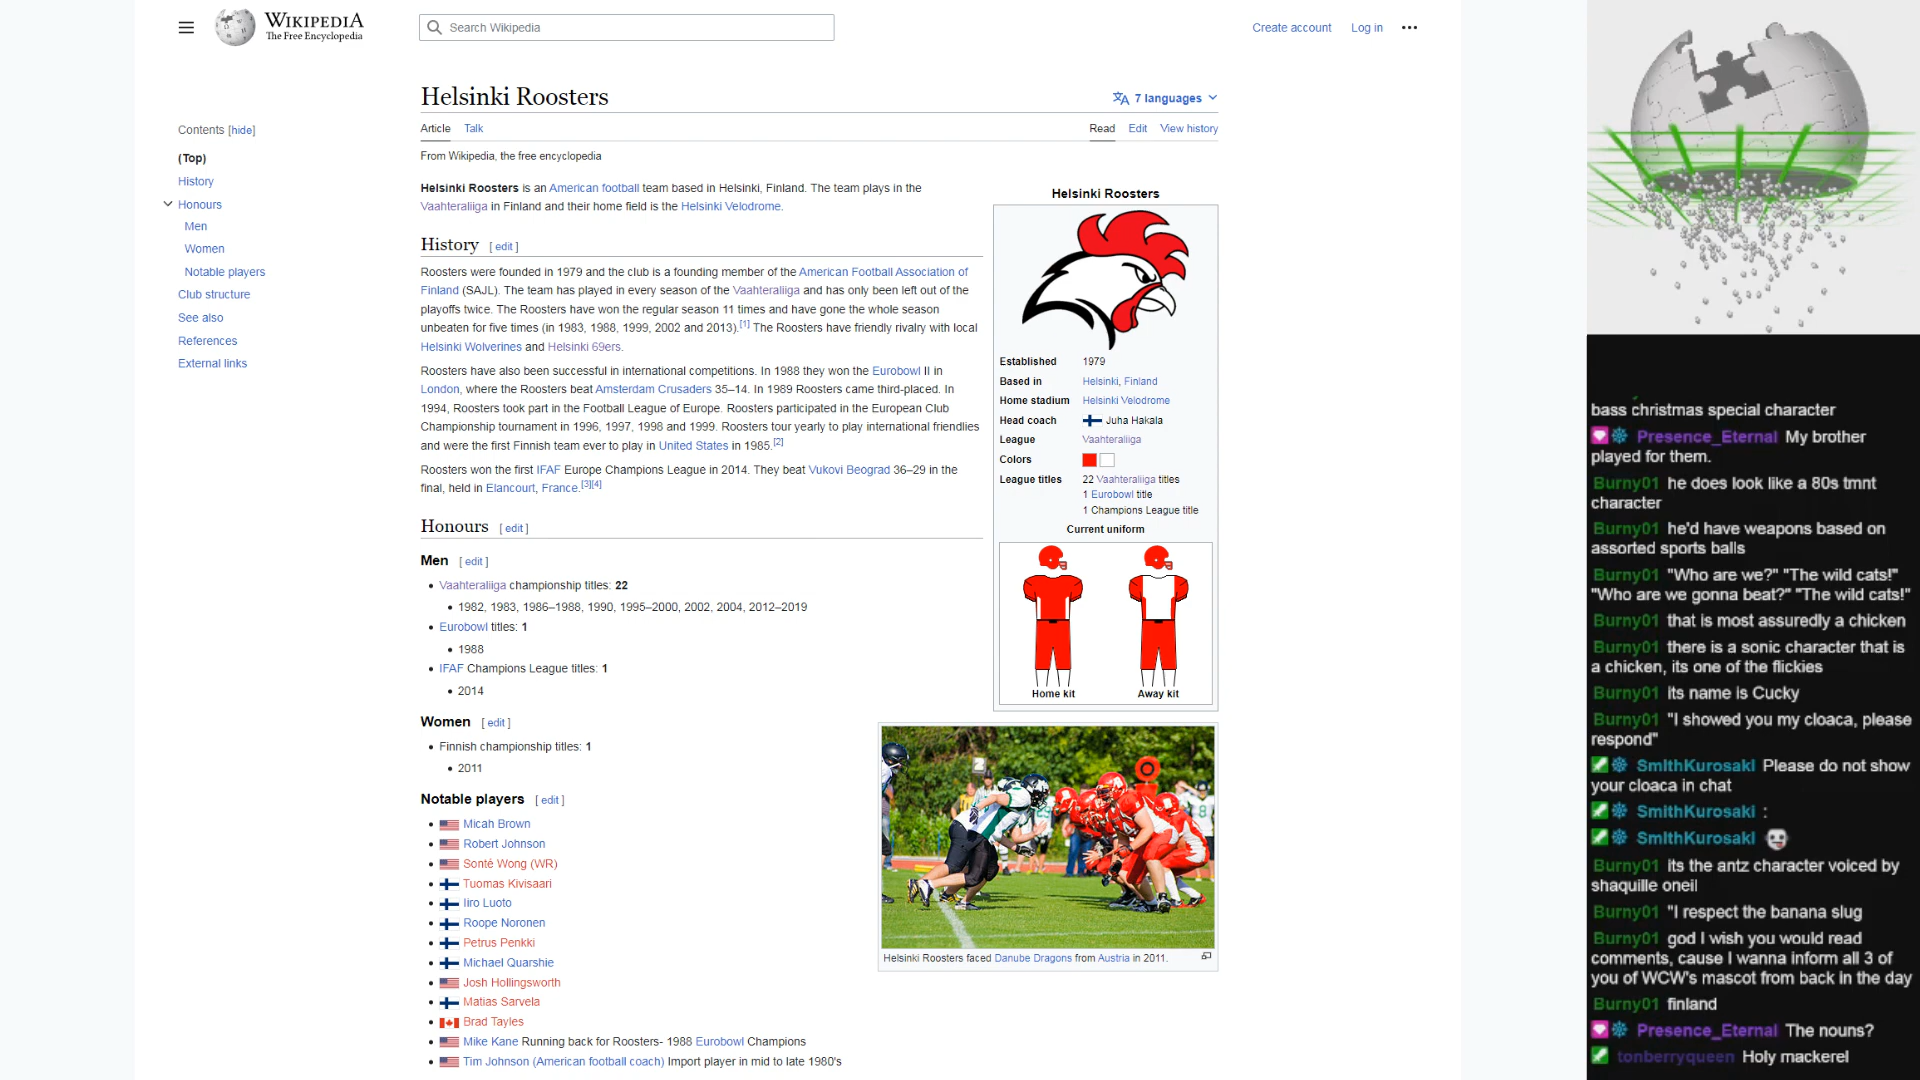 WIKIPEDIA
The Free Encyclopedia
Search Wikipedia
Create account
Log in
Contents [hide]
(Top)
History
Honours
Men
Women
Notable players
Club structure
See also
References
External links
Helsinki Roosters
7 languages
Article
Talk
Read
Edit
View history
From Wikipedia, the free encyclopedia
Helsinki Roosters is an American football team based in Helsinki, Finland. The team plays in the
Vaahteraliiga in Finland and their home field is the Helsinki Velodrome.
History [ edit ]
Roosters were founded in 1979 and the club is a founding member of the American Football Association of
Finland (SAJL). The team has played in every season of the Vaahteraliiga and has only been left out of the
playoffs twice. The Roosters have won the regular season 11 times and have gone the whole season
unbeaten for five times (in 1983, 1988, 1999, 2002 and 2013).[1] The Roosters have friendly rivalry with local
Helsinki Wolverines and Helsinki 69ers.
Roosters have also been successful in international competitions. In 1988 they won the Eurobowl II in
London, where the Roosters beat Amsterdam Crusaders 35–14. In 1989 Roosters came third-placed. In
1994, Roosters took part in the Football League of Europe. Roosters participated in the European Club
Championship tournament in 1996, 1997, 1998 and 1999. Roosters tour yearly to play international friendlies
and were the first Finnish team ever to play in United States in 1985.[2]
Roosters won the first IFAF Europe Champions League in 2014. They beat Vukovi Beograd 36–29 in the
final, held in Elancourt, France.[3][4]
Honours [ edit ]
Men [ edit ]
Vaahteraliiga championship titles: 22
1982, 1983, 1986–1988, 1990, 1995–2000, 2002, 2004, 2012–2019
Eurobowl titles: 1
1988
IFAF Champions League titles: 1
2014
Women [ edit ]
Finnish championship titles: 1
2011
Notable players [ edit ]
Micah Brown
Robert Johnson
Sonté Wong (WR)
Tuomas Kivisaari
Iiro Luoto
Roope Noronen
Petrus Penkki
Michael Quarshie
Josh Hollingsworth
Matias Sarvela
Brad Tayles
Mike Kane Running back for Roosters- 1988 Eurobowl Champions
Tim Johnson (American football coach) Import player in mid to late 1980's
Helsinki Roosters
Established 1979
Based in Helsinki, Finland
Home stadium Helsinki Velodrome
Head coach Juha Hakala
League Vaahteraliiga
Colors
League titles 22 Vaahteraliiga titles
1 Eurobowl title
1 Champions League title
Current uniform
Home kit
Away kit
2
Helsinki Roosters faced Danube Dragons from Austria in 2011.
bass christmas special character
Presence_Eternal My brother
played for them.
Burny01 he does look like a 80s tmnt
character
Burny01 he'd have weapons based on
assorted sports balls
Burny01 "Who are we?" "The wild cats!"
"Who are we gonna beat?" "The wild cats!"
Burny01 that is most assuredly a chicken
Burny01 there is a sonic character that is
a chicken, its one of the flickies
Burny01 its name is Cucky
Burny01 "I showed you my cloaca, please
respond"
SmithKurosaki Please do not show
your cloaca in chat
SmithKurosaki :
SmithKurosaki
Burny01 its the antz character voiced by
shaquille oneil
Burny01 "I respect the banana slug
Burny01 god I wish you would read
comments, cause I wanna inform all 3 of
you of WCW's mascot from back in the day
Burny01 finland
Presence_Eternal The nouns?
tonberryqueen Holy mackerel